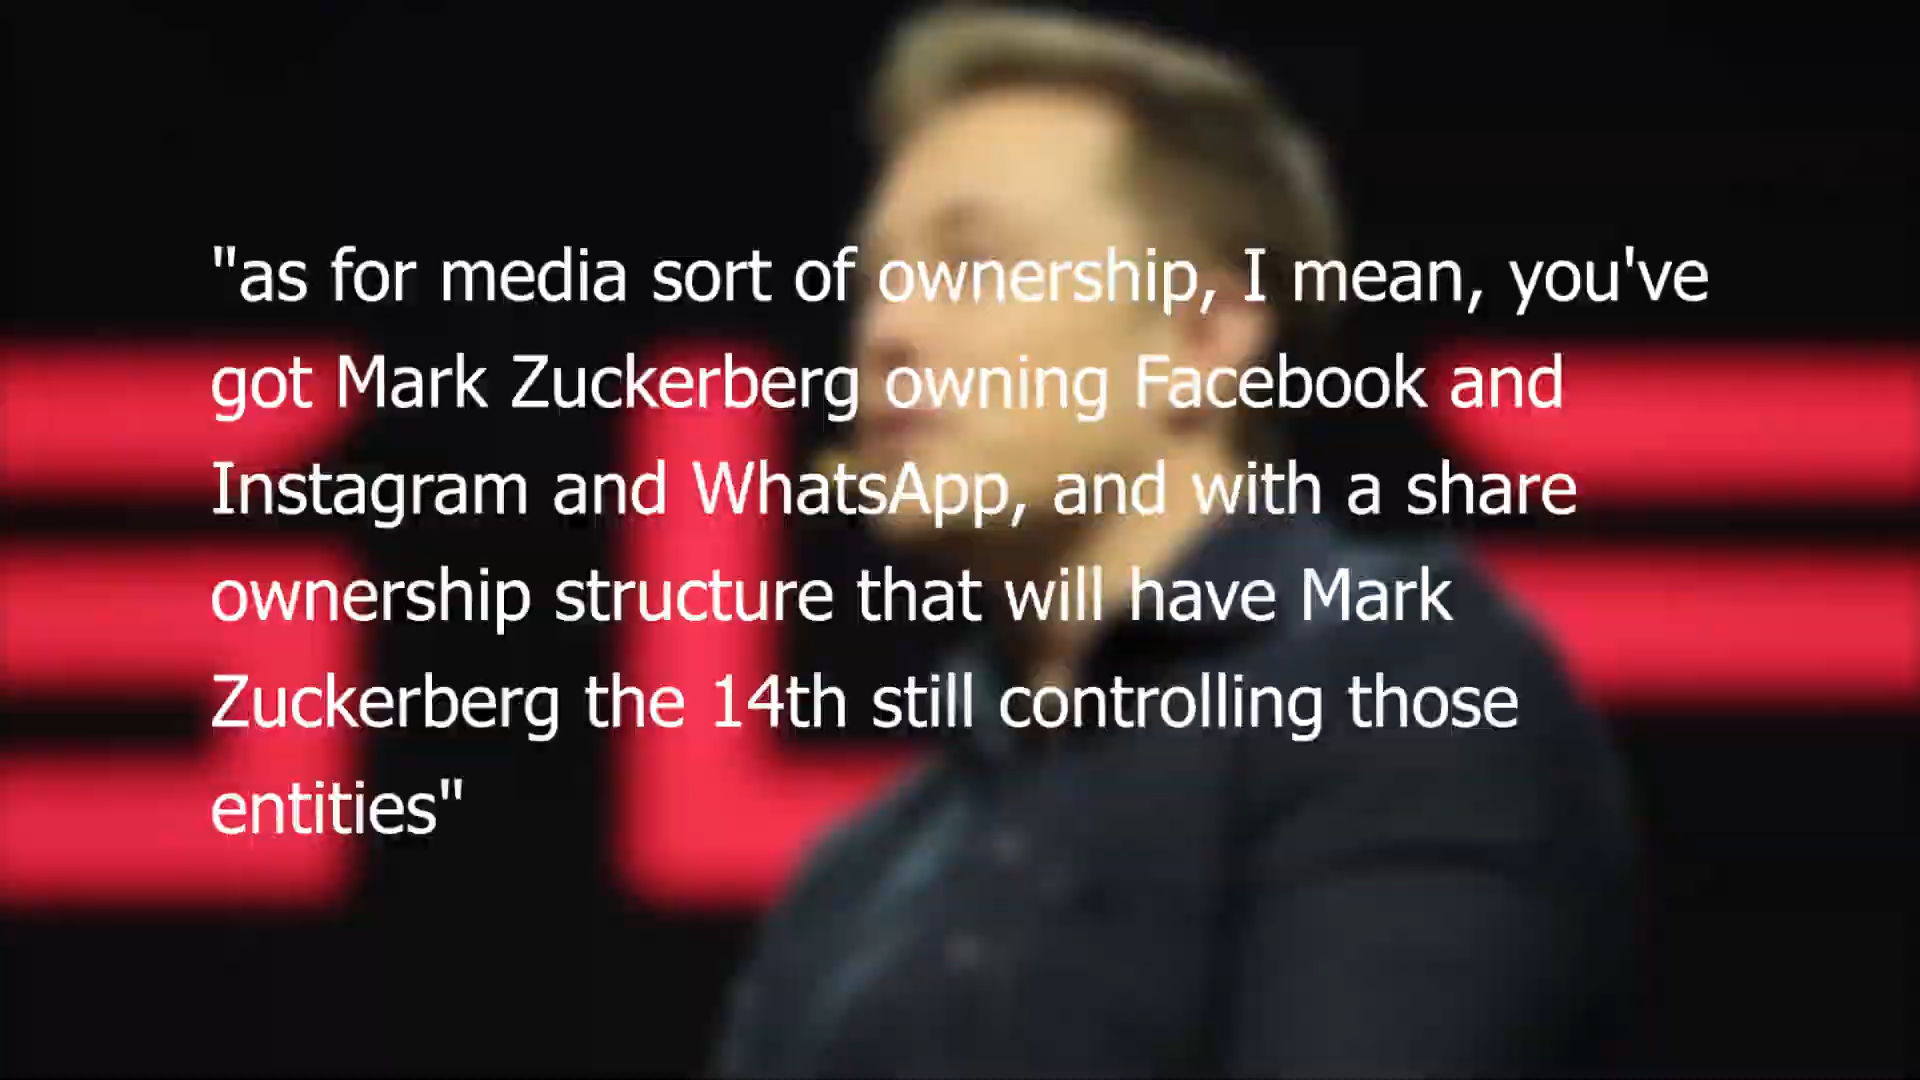 "as for media sort of ownership, I mean, you've
got Mark Zuckerberg owning Facebook and
Instagram and WhatsApp, and with a share
ownership structure that will have Mark
Zuckerberg the 14th still controlling those
entities"